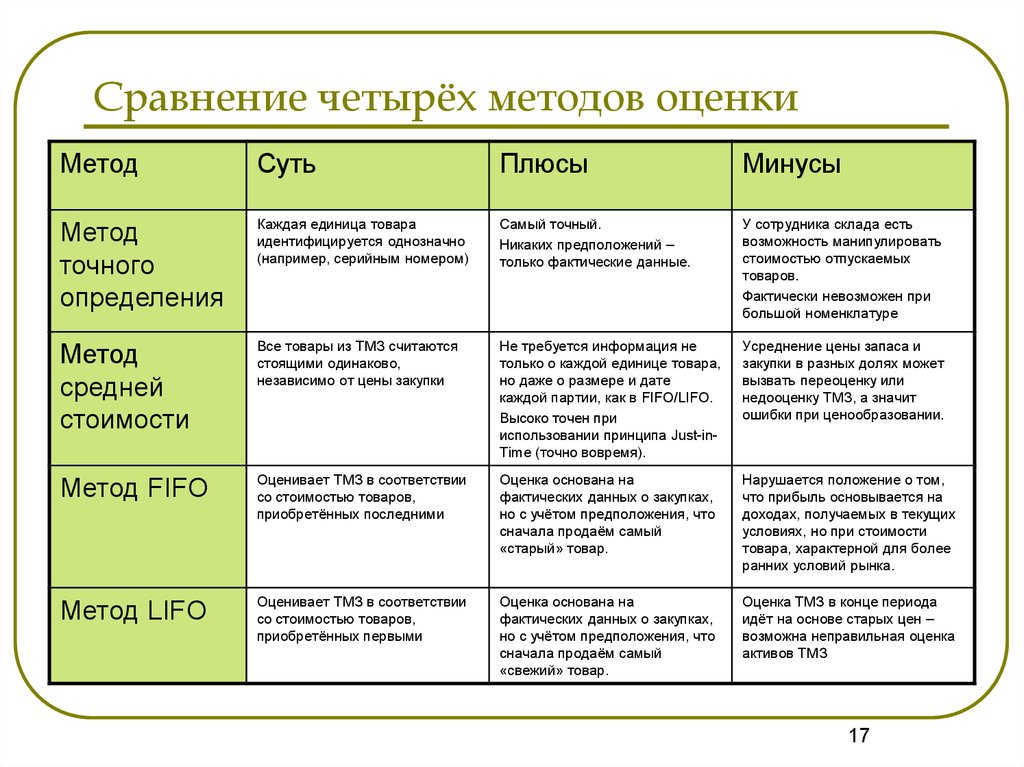 Сравнение четырёх методов оценки
Метод
Суть
Плюсы
Минусы
Метод
точного
определения
Каждая единица товара
идентифицируется однозначно
(например, серийным номером)
Самый точный.
Никаких предположений –
только фактические данные.
У сотрудника склада есть
возможность манипулировать
стоимостью отпускаемых
товаров.
Фактически невозможен при
большой номенклатуре
Метод
средней
стоимости
Все товары из ТМЗ считаются
стоящими одинаково,
независимо от цены закупки
Не требуется информация не
только о каждой единице товара,
но даже о размере и дате
каждой партии, как в FIFO/LIFO.
Высоко точен при
использовании принципа Just-in-
Time (точно вовремя).
Усреднение цены запаса и
закупки в разных долях может
вызвать переоценку или
недооценку ТМЗ, а значит
ошибки при ценообразовании.
Метод FIFO
Оценивает ТМЗ в соответствии
со стоимостью товаров,
приобретённых последними
Оценка основана на
фактических данных о закупках,
но с учётом предположения, что
сначала продаём самый
«старый» товар.
Нарушается положение о том,
что прибыль основывается на
доходах, получаемых в текущих
условиях, но при стоимости
товара, характерной для более
ранних условий рынка.
Метод LIFO
Оценивает ТМЗ в соответствии
со стоимостью товаров,
приобретённых первыми
Оценка основана на
фактических данных о закупках,
но с учётом предположения, что
сначала продаём самый
«свежий» товар.
Оценка ТМЗ в конце периода
идёт на основе старых цен –
возможна неправильная оценка
активов ТМЗ
17